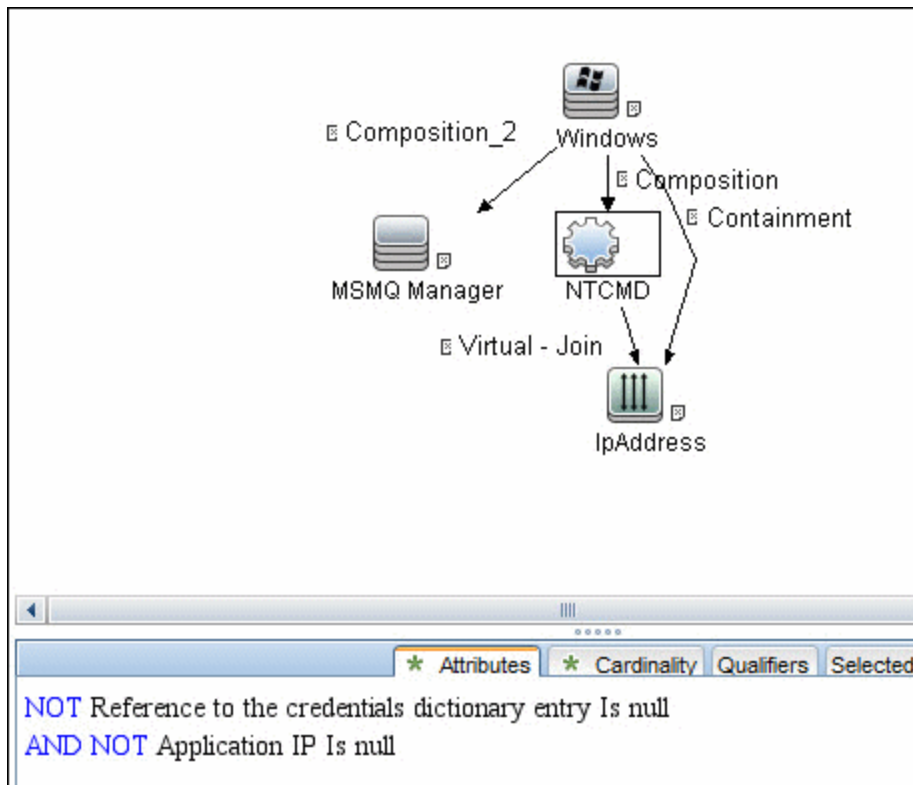 Windows
Composition_2
Composition
Containment
MSMQ Manager
NTCMD
Virtual - Join
IpAddress
* Attributes
* Cardinality
Qualifiers
Selected
NOT Reference to the credentials dictionary entry Is null
AND NOT Application IP Is null